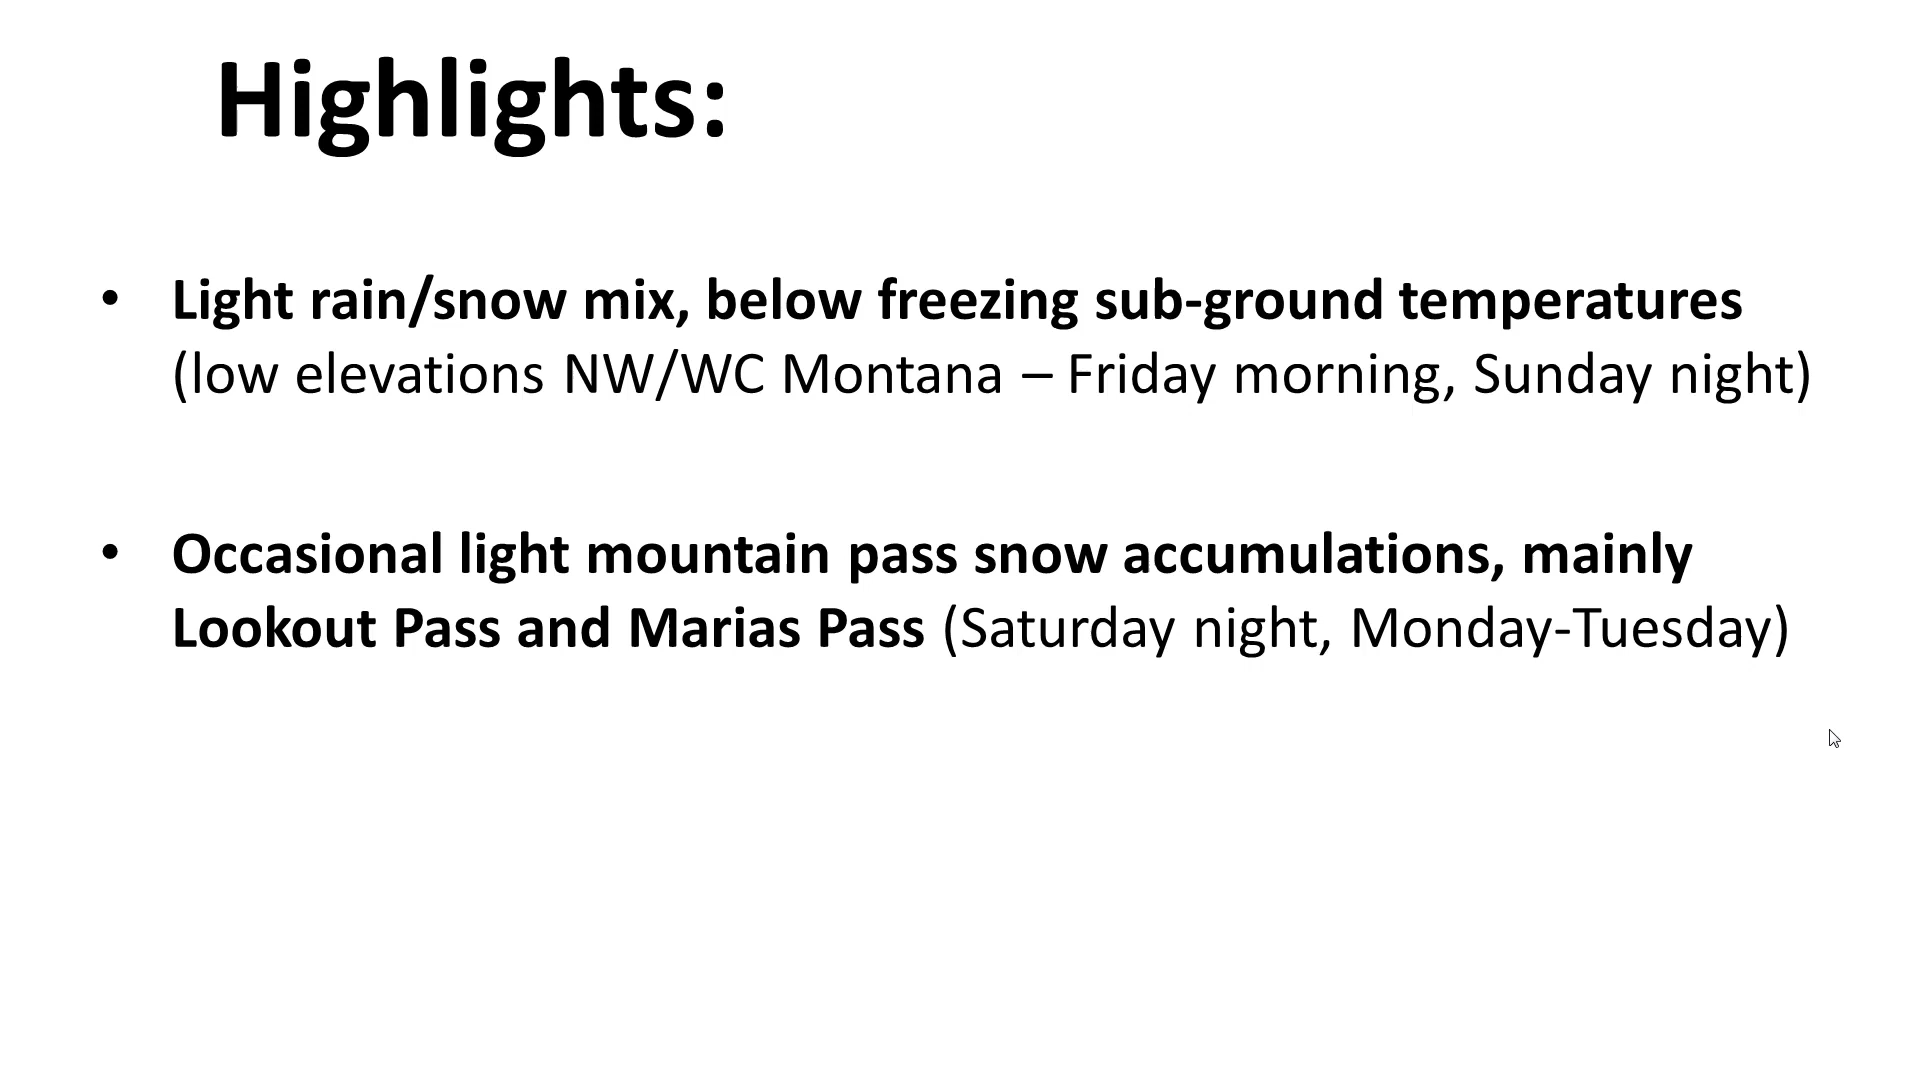 Highlights:
• Light rain/snow mix, below freezing sub-ground temperatures
(low elevations NW/WC Montana – Friday morning, Sunday night)
• Occasional light mountain pass snow accumulations, mainly
Lookout Pass and Marias Pass (Saturday night, Monday-Tuesday)